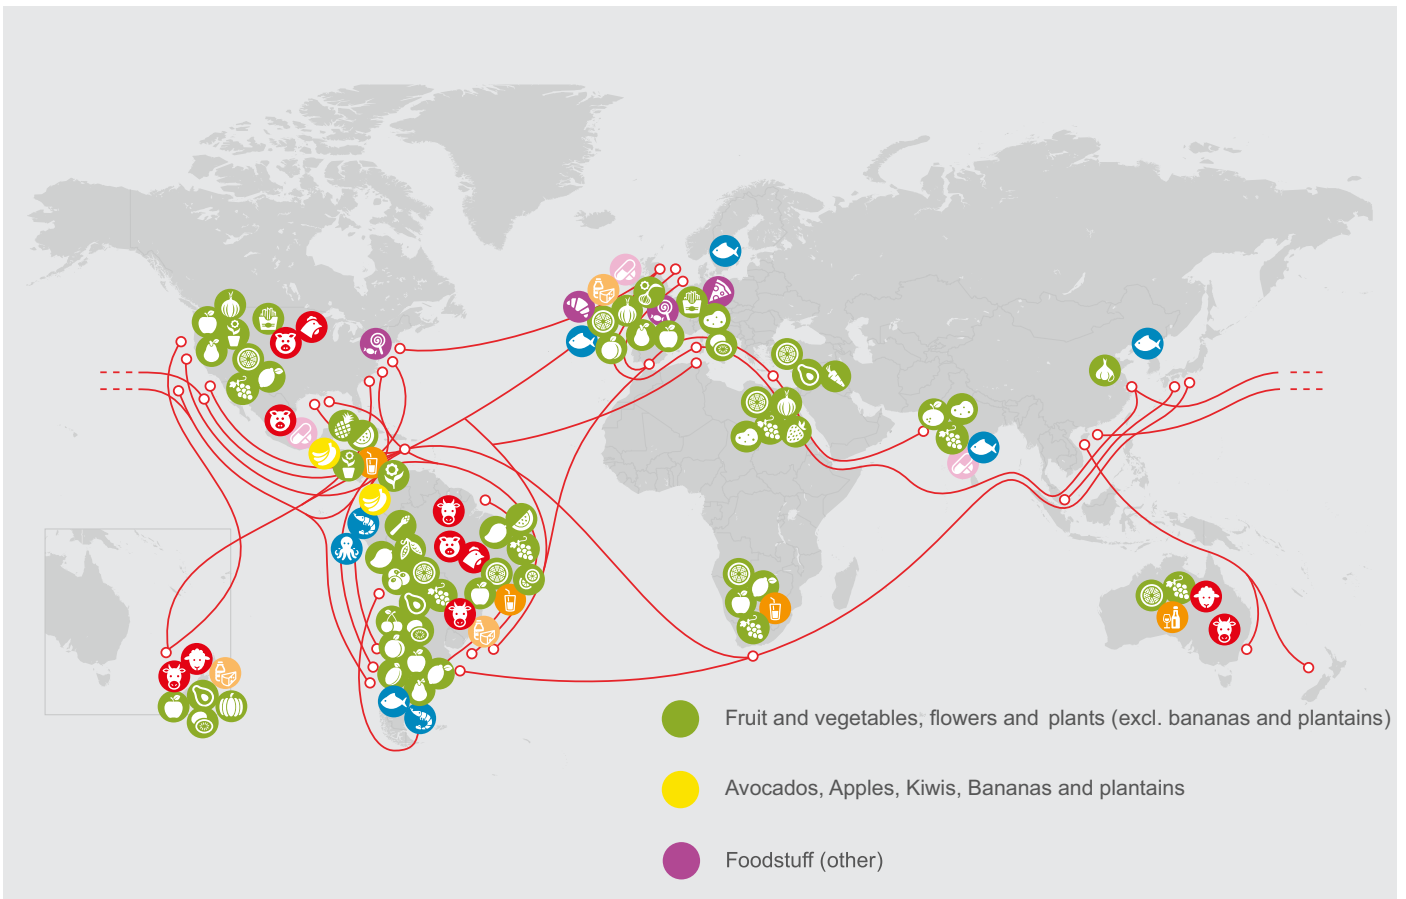 Fruit and vegetables, flowers and plants (excl. bananas and plantains)
Avocados, Apples, Kiwis, Bananas and plantains
Foodstuff (other)